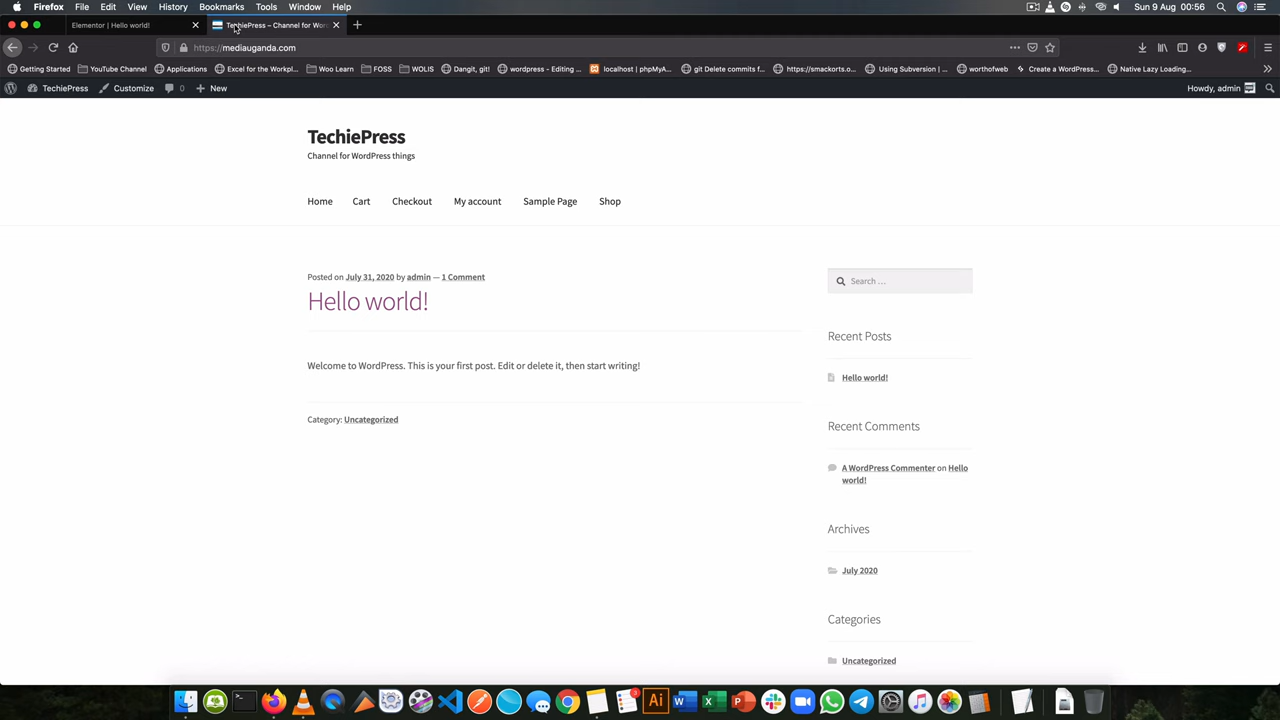 Firefox File Edit View History Bookmarks Tools Window Help
Sun 9 Aug 00:56
Elementor | Hello world!
TechiePress – Channel for Wor
https://mediauganda.com
Getting Started
YouTube Channel
Applications
Excel for the Workpl...
Woo Learn
FOSS
WOLIS
Dangit, git!
wordpress - Editing ...
localhost | phpMyA...
git Delete commits f...
https://smackorts.o...
Using Subversion | ...
worthofweb
Create a WordPress...
Native Lazy Loading...
TechiePress
Customize
0
New
Howdy, admin
TechiePress
Channel for WordPress things
Home
Cart
Checkout
My account
Sample Page
Shop
Posted on July 31, 2020 by admin — 1 Comment
Hello world!
Welcome to WordPress. This is your first post. Edit or delete it, then start writing!
Category: Uncategorized
Search …
Recent Posts
Hello world!
Recent Comments
A WordPress Commenter on Hello
world!
Archives
July 2020
Categories
Uncategorized
3
Ai